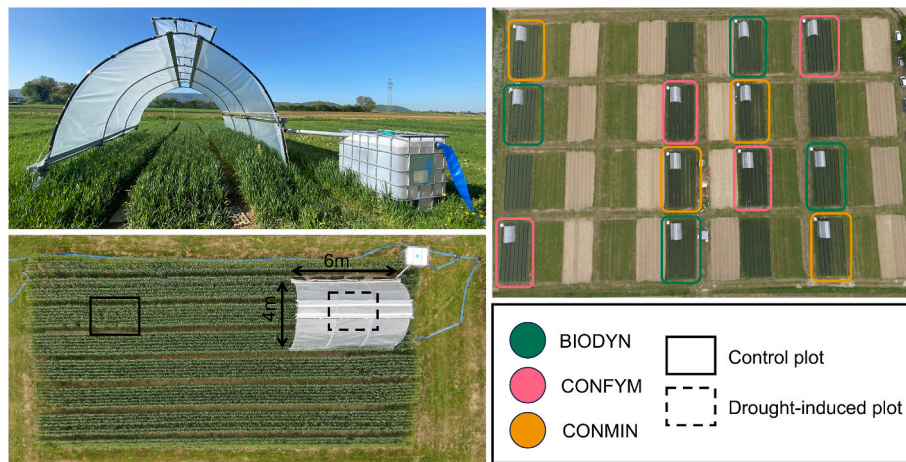 6m
4m
BIODYN
CONFYM
CONMIN
Control plot
Drought-induced plot